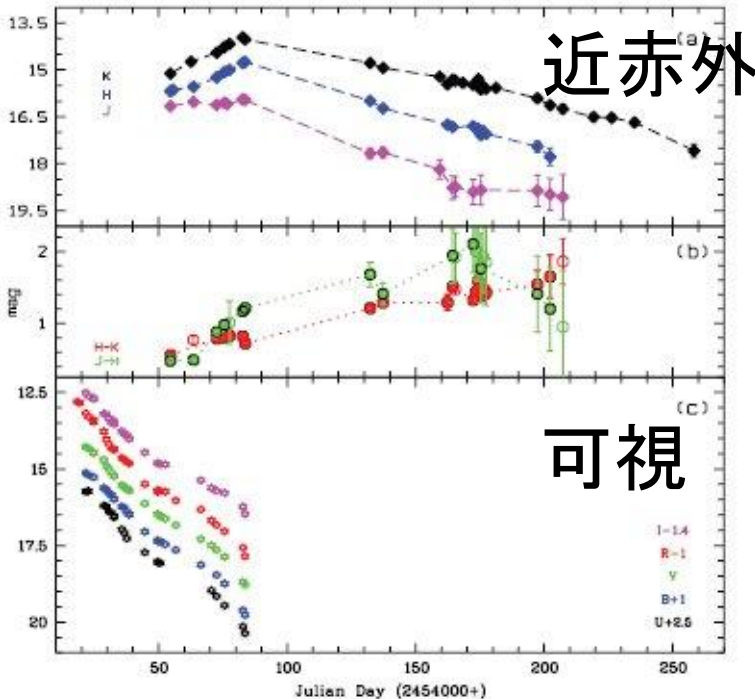 13.5
15
16.5
18
19.5
K
H
J
(a)
近赤外
2
1
mag
H-K
J-H
(b)
12.5
15
17.5
20
(c)
可視
I-1.4
R-1
V
B+1
U+2.5
50
100
150
200
250
Julian Day (2454000+)